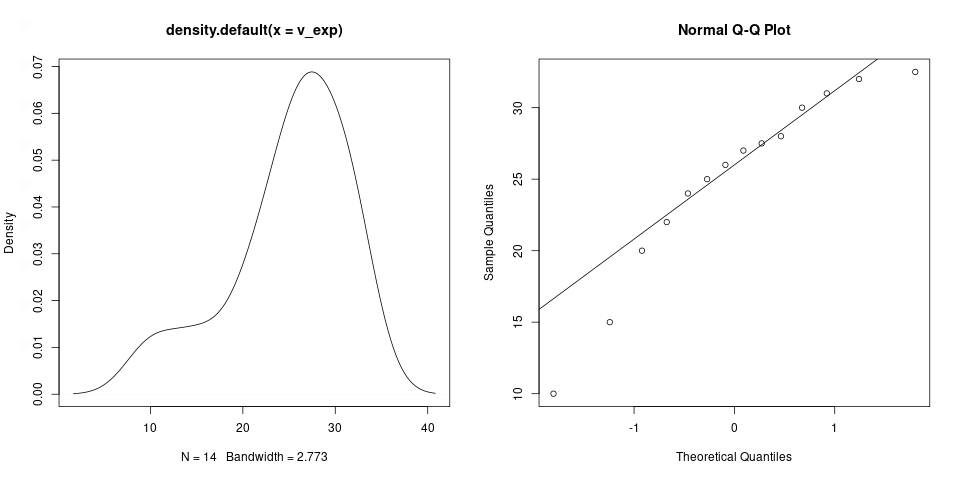 density.default(x = v_exp)
Density
0.00
0.01
0.02
0.03
0.04
0.05
0.06
0.07
10 20 30 40
N = 14 Bandwidth = 2.773
Normal Q-Q Plot
Sample Quantiles
10
15
20
25
30
-1 0 1
Theoretical Quantiles